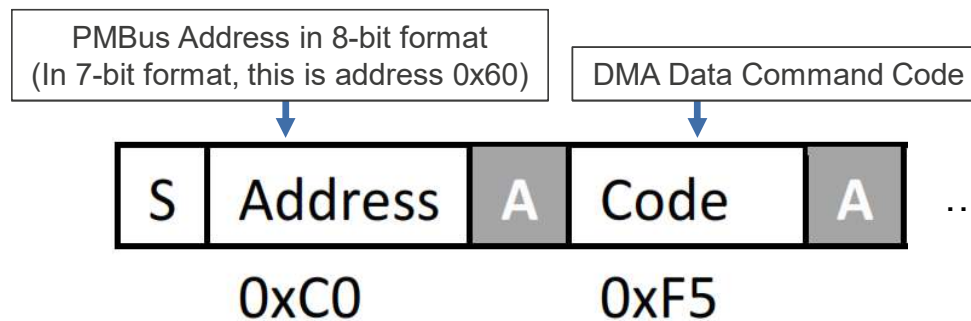 PMBus Address in 8-bit format
(In 7-bit format, this is address 0x60)
DMA Data Command Code
S Address A Code A ..
0xC0 0xF5